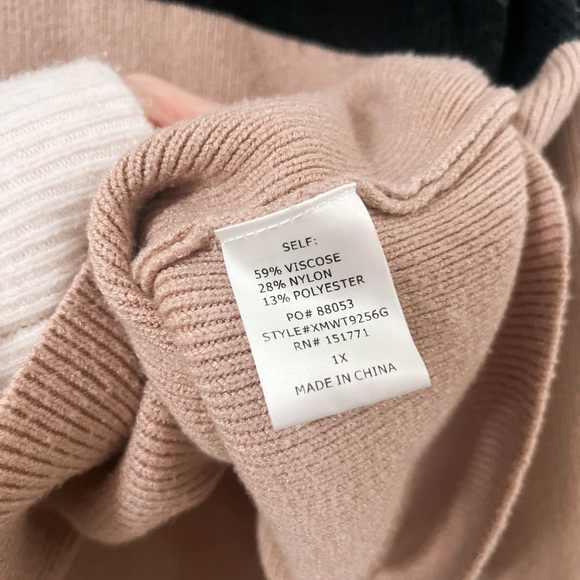 SELF:
59% VISCOSE
28% NYLON
13% POLYESTER
PO# 88053
STYLE#XMWT9256G
RN# 151771
1X
MADE IN CHINA